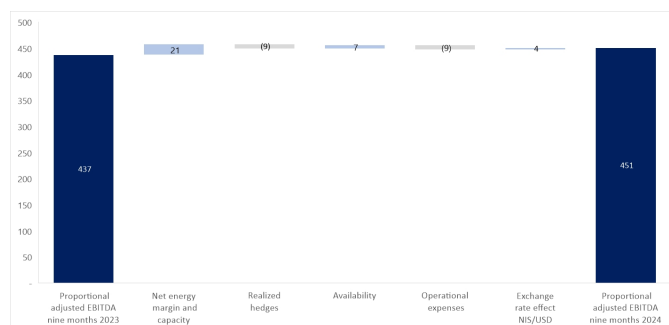 500
450
400
350
300
250
200
150
100
50
-
437
21
(9)
7
(9)
4
451
Proportional
adjusted EBITDA
nine months 2023
Net energy
margin and
capacity
Realized
hedges
Availability
Operational
expenses
Exchange
rate effect
NIS/USD
Proportional
adjusted EBITDA
nine months 2024